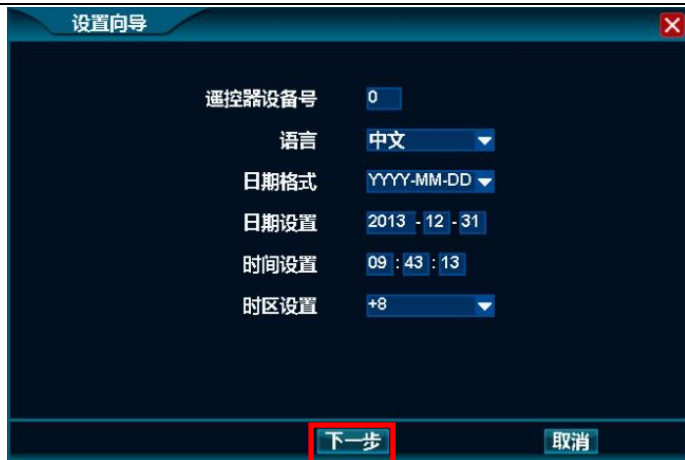 设置向导
遥控器设备号 0
语言 中文
日期格式 YYYY-MM-DD
日期设置 2013 - 12 - 31
时间设置 09 : 43 : 13
时区设置 +8
下一步 取消